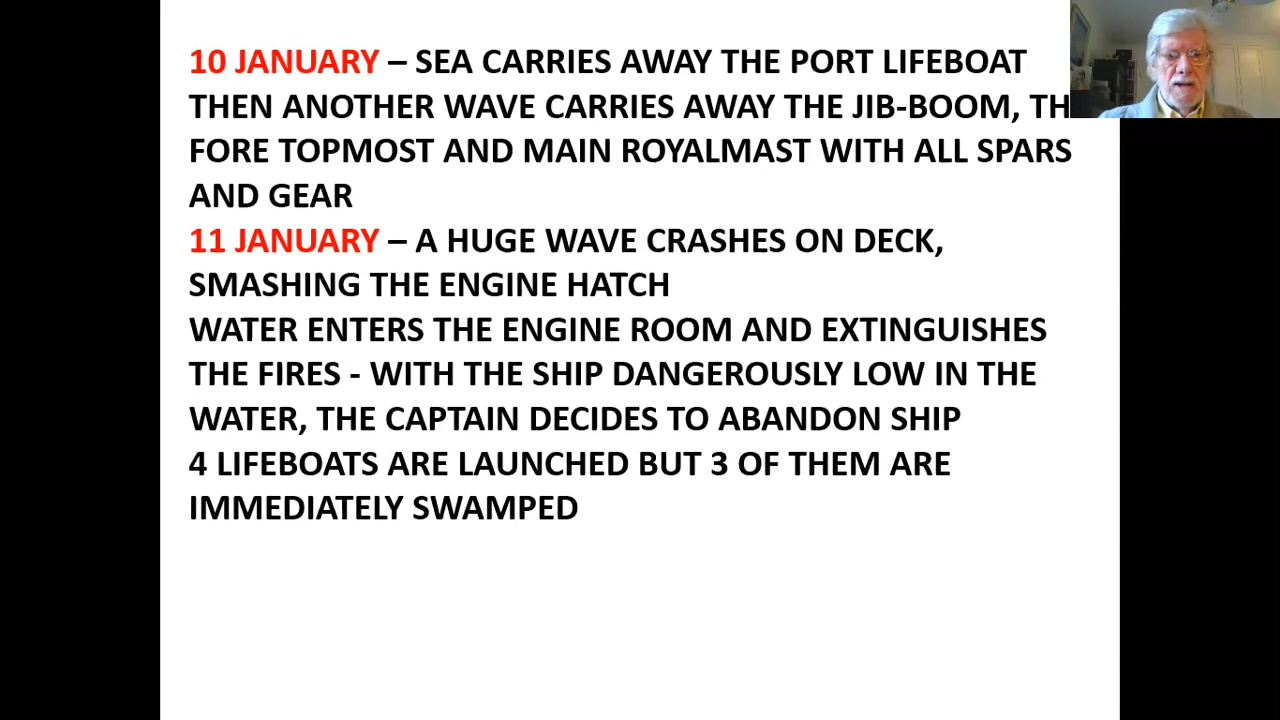 10 JANUARY – SEA CARRIES AWAY THE PORT LIFEBOAT
THEN ANOTHER WAVE CARRIES AWAY THE JIB-BOOM, TH
FORE TOPMOST AND MAIN ROYALMAST WITH ALL SPARS
AND GEAR
11 JANUARY – A HUGE WAVE CRASHES ON DECK,
SMASHING THE ENGINE HATCH
WATER ENTERS THE ENGINE ROOM AND EXTINGUISHES
THE FIRES - WITH THE SHIP DANGEROUSLY LOW IN THE
WATER, THE CAPTAIN DECIDES TO ABANDON SHIP
4 LIFEBOATS ARE LAUNCHED BUT 3 OF THEM ARE
IMMEDIATELY SWAMPED